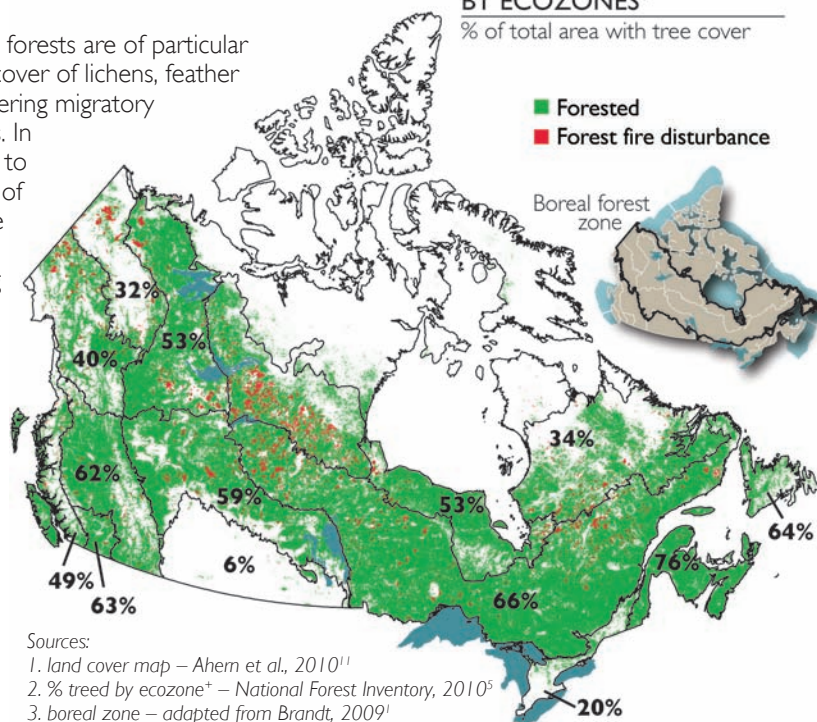 BY ECOZONES
% of total area with tree cover
forests are of particular
cover of lichens, feather
ering migratory
s. In
to
of
e
Forested
Forest fire disturbance
Boreal forest
zone
32%
40%
53%
62%
59%
6%
49%
63%
53%
34%
64%
76%
66%
20%
Sources:
1. land cover map – Ahern et al., 2010¹¹
2. % treed by ecozone⁺ – National Forest Inventory, 2010⁵
3. boreal zone – adapted from Brandt, 2009¹